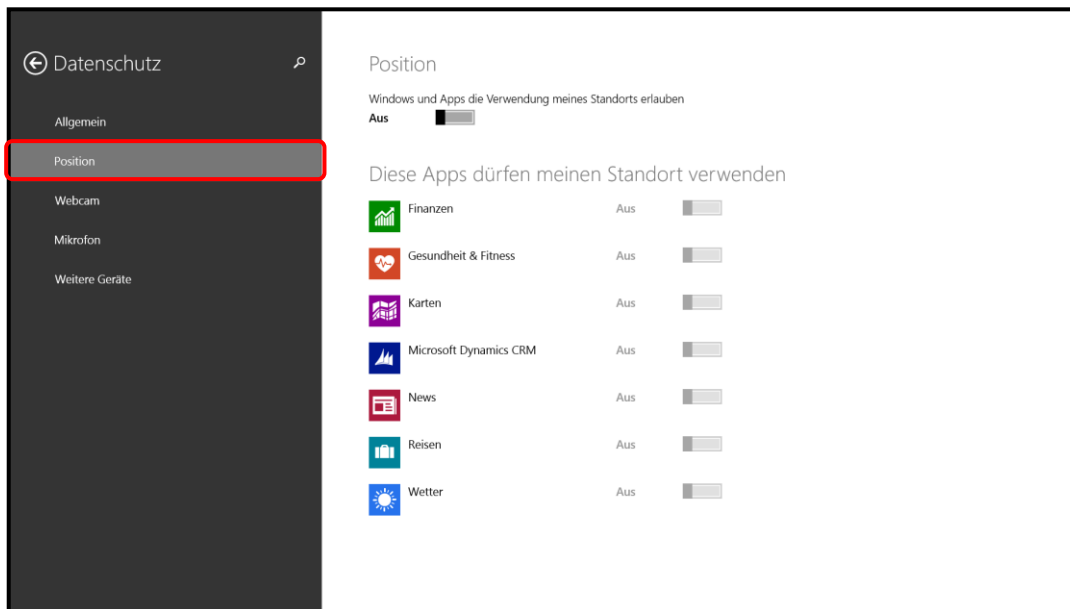 Datenschutz
Allgemein
Position
Webcam
Mikrofon
Weitere Geräte
Position
Windows und Apps die Verwendung meines Standorts erlauben
Aus
Diese Apps dürfen meinen Standort verwenden
Finanzen Aus
Gesundheit & Fitness Aus
Karten Aus
Microsoft Dynamics CRM Aus
News Aus
Reisen Aus
Wetter Aus